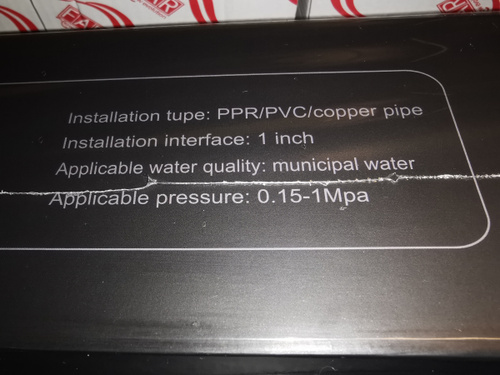 Installation tupe: PPR/PVC/copper pipe
Installation interface: 1 inch
Applicable water quality: municipal water
Applicable pressure: 0.15-1Mpa